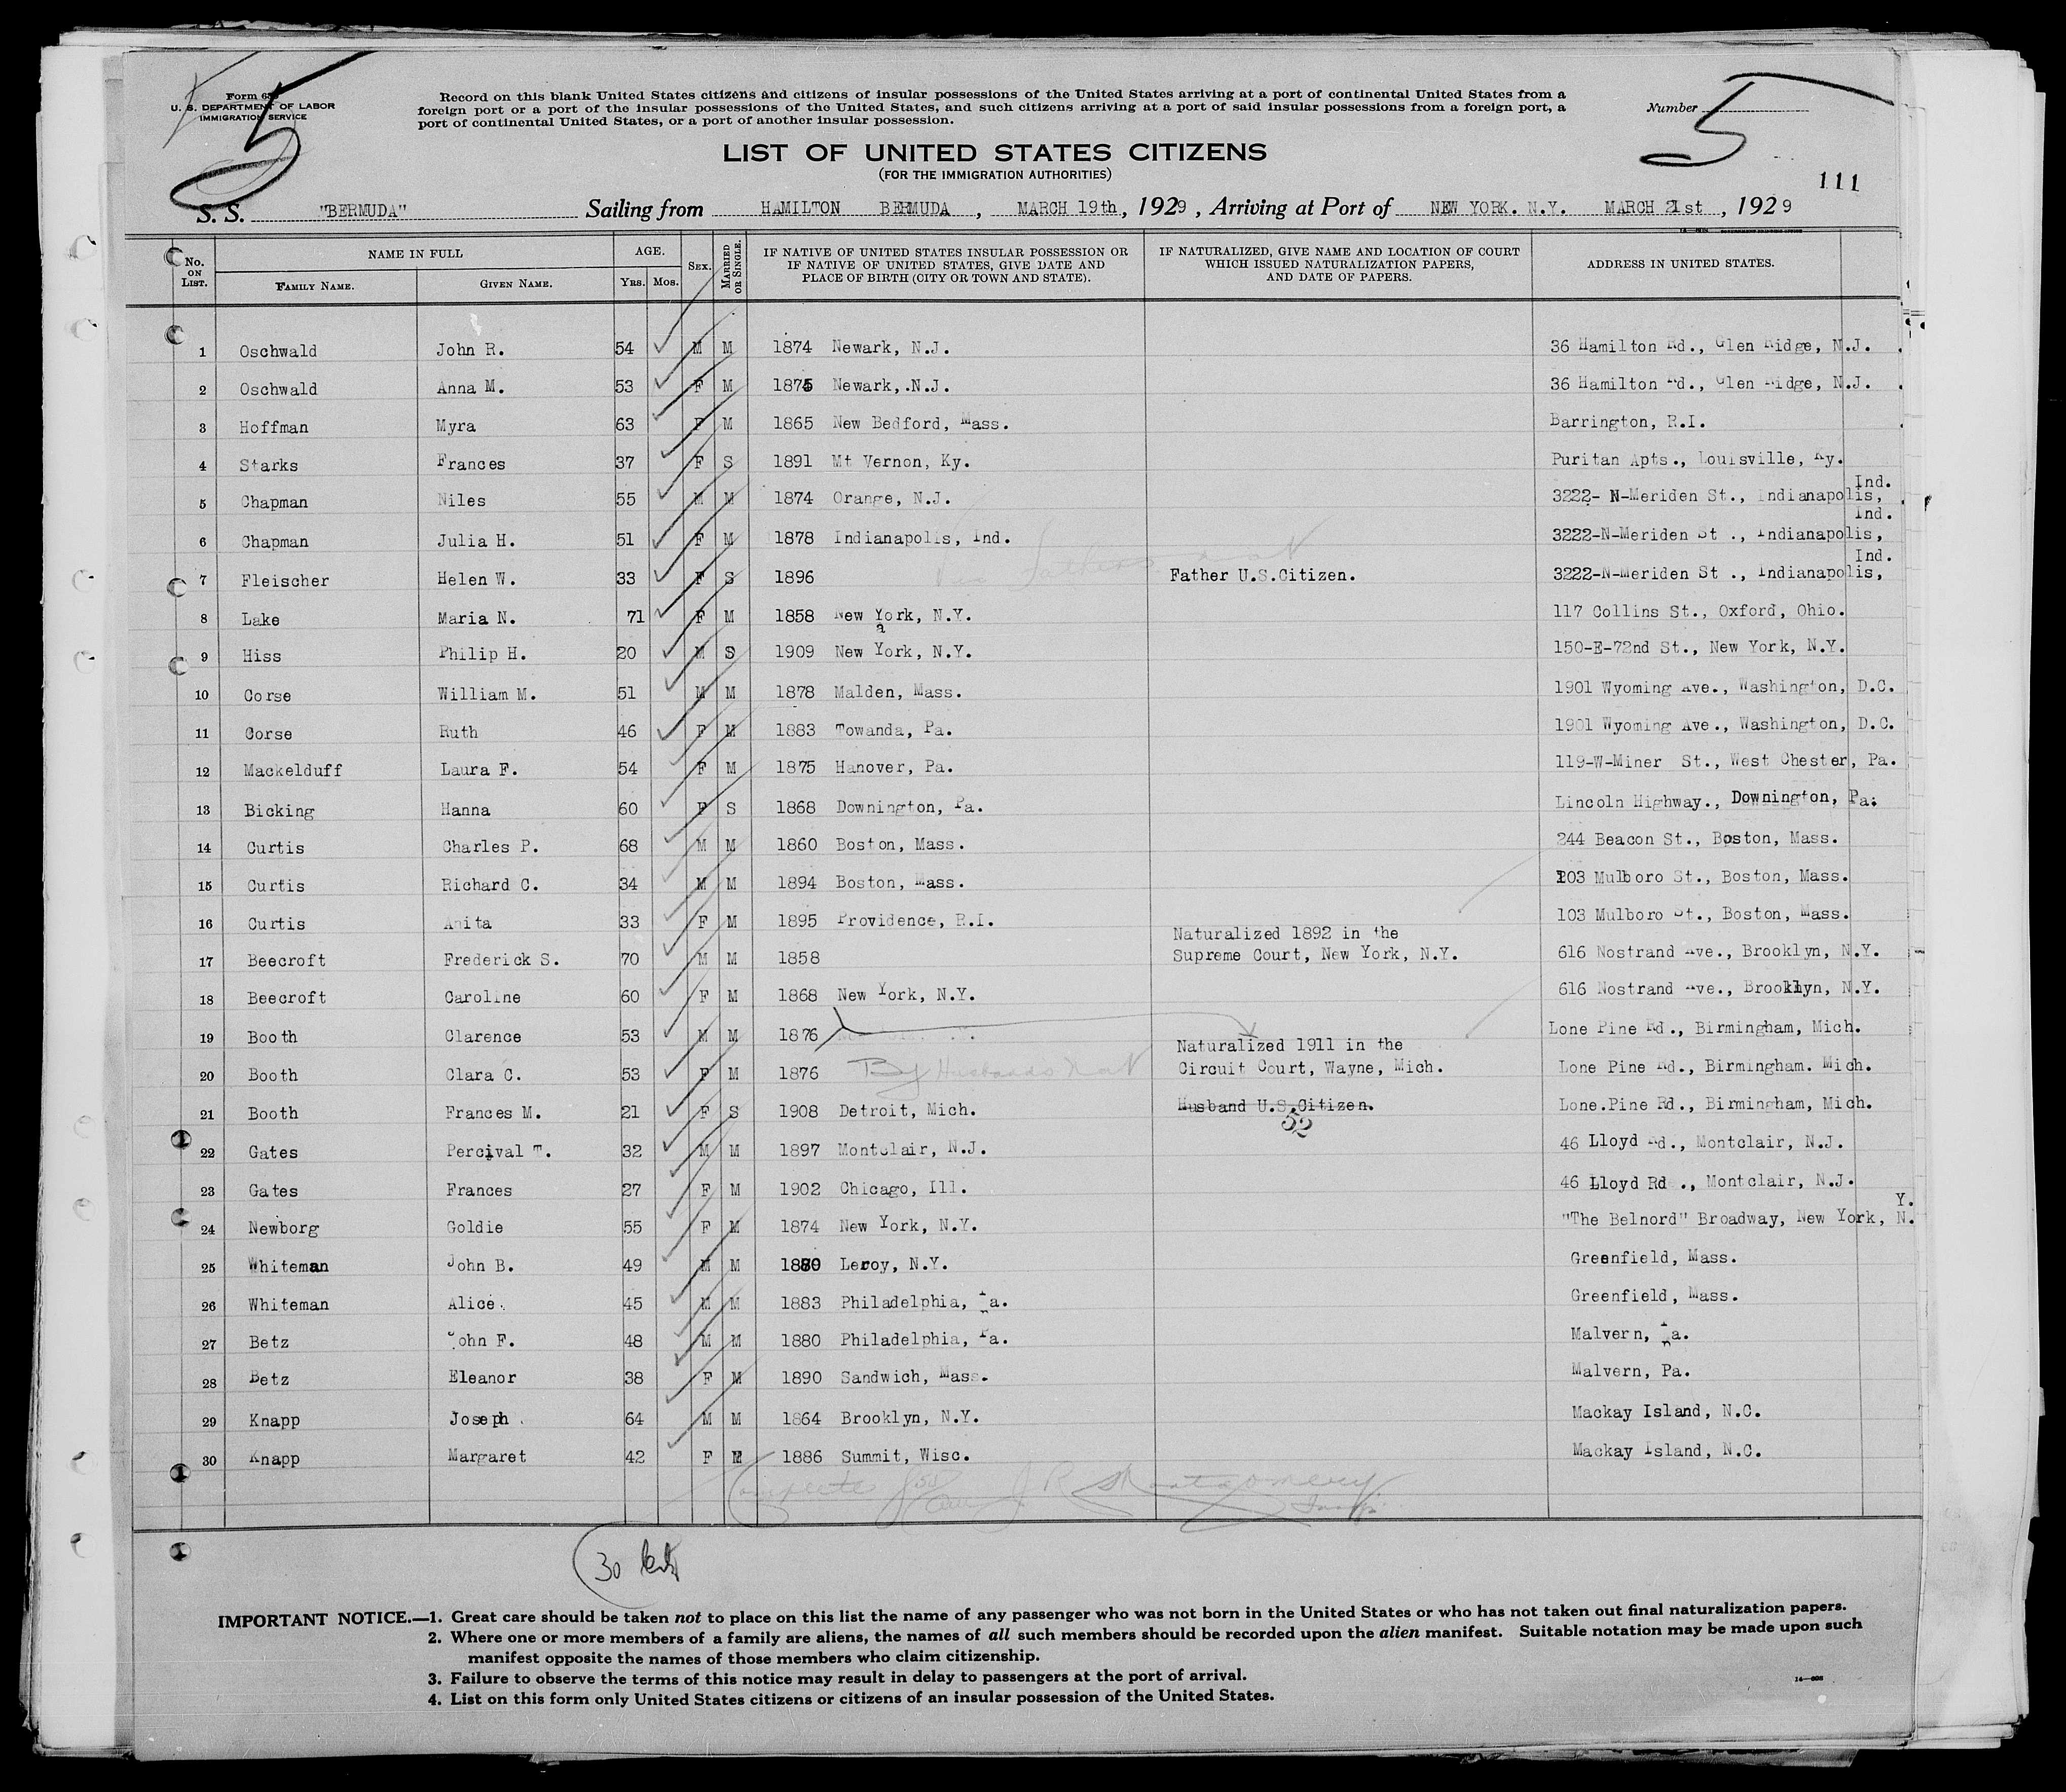 5
5
Form 630
U. S. DEPARTMENT OF LABOR
IMMIGRATION SERVICE
Record on this blank United States citizens and citizens of insular possessions of the United States arriving at a port of continental United States from a
foreign port or a port of the insular possessions of the United States, and such citizens arriving at a port of said insular possessions from a foreign port, a
port of continental United States, or a port of another insular possession.
Number
LIST OF UNITED STATES CITIZENS
(FOR THE IMMIGRATION AUTHORITIES)
111
S. S. "BERMUDA" Sailing from HAMILTON BERMUDA, MARCH 19th, 1929, Arriving at Port of NEW YORK. N.Y. MARCH 21st, 1929
No. ON LIST. NAME IN FULL FAMILY NAME. GIVEN NAME. AGE. YRS. MOS. SEX. MARRIED OR SINGLE. IF NATIVE OF UNITED STATES INSULAR POSSESSION OR IF NATIVE OF UNITED STATES, GIVE DATE AND PLACE OF BIRTH (CITY OR TOWN AND STATE). IF NATURALIZED, GIVE NAME AND LOCATION OF COURT WHICH ISSUED NATURALIZATION PAPERS, AND DATE OF PAPERS. ADDRESS IN UNITED STATES.
1 Oschwald John R. 54 M M 1874 Newark, N.J. 36 Hamilton Rd., Glen Ridge, N.J.
2 Oschwald Anna M. 53 F M 1875 Newark,.N.J. 36 Hamilton Rd., Glen Ridge, N.J.
3 Hoffman Myra 63 F M 1865 New Bedford, Mass. Barrington, R.I.
4 Starks Frances 37 F S 1891 Mt Vernon, Ky. Puritan Apts., Louisville, Ky.
5 Chapman Niles 55 M M 1874 Orange, N.J. 3222- N-Meriden St., Indianapolis, Ind.
6 Chapman Julia H. 51 F M 1878 Indianapolis, Ind. 3222-N-Meriden St ., Indianapolis, Ind.
7 Fleischer Helen W. 33 F S 1896 Father U.S.Citizen. 3222-N-Meriden St ., Indianapolis, Ind.
8 Lake Maria N. 71 F M 1858 New York, N.Y. 117 Collins St., Oxford, Ohio.
9 Hiss Philip H. 20 M S 1909 New York, N.Y. 150-E-72nd St., New York, N.Y.
10 Corse William M. 51 M M 1878 Malden, Mass. 1901 Wyoming Ave., Washington, D.C.
11 Corse Ruth 46 F M 1883 Towanda, Pa. 1901 Wyoming Ave., Washington, D.C.
12 Mackelduff Laura F. 54 F M 1875 Hanover, Pa. 119-W-Miner St., West Chester, Pa.
13 Bicking Hanna 60 F S 1868 Downington, Pa. Lincoln Highway., Downington, Pa.
14 Curtis Charles P. 68 M M 1860 Boston, Mass. 244 Beacon St., Boston, Mass.
15 Curtis Richard C. 34 M M 1894 Boston, Mass. 103 Mulboro St., Boston, Mass.
16 Curtis Anita 33 F M 1895 Providence, R.I. 103 Mulboro St., Boston, Mass.
17 Beecroft Frederick S. 70 M M 1858 Naturalized 1892 in the Supreme Court, New York, N.Y. 616 Nostrand Ave., Brooklyn, N.Y.
18 Beecroft Caroline 60 F M 1868 New York, N.Y. 616 Nostrand Ave., Brooklyn, N.Y.
19 Booth Clarence 53 M M 1876 Lone Pine Rd., Birmingham, Mich.
20 Booth Clara C. 53 F M 1876 By Husbands Nat Naturalized 1911 in the Circuit Court, Wayne, Mich. Lone Pine Rd., Birmingham. Mich.
21 Booth Frances M. 21 F S 1908 Detroit, Mich. Husband U.S.Citizen. Lone.Pine Rd., Birmingham, Mich.
52
22 Gates Percival T. 32 M M 1897 Montclair, N.J. 46 Lloyd Rd., Montclair, N.J.
23 Gates Frances 27 F M 1902 Chicago, Ill. 46 Lloyd Rd ., Montclair, N.J.
24 Newborg Goldie 55 F M 1874 New York, N.Y. "The Belnord" Broadway, New York, N. Y.
25 Whiteman John B. 49 M M 1880 Leroy, N.Y. Greenfield, Mass.
26 Whiteman Alice. 45 M M 1883 Philadelphia, Pa. Greenfield, Mass.
27 Betz John F. 48 M M 1880 Philadelphia, Pa. Malvern, Pa.
28 Betz Eleanor 38 F M 1890 Sandwich, Mass. Malvern, Pa.
29 Knapp Joseph. 64 M M 1864 Brooklyn, N.Y. Mackay Island, N.C.
30 Knapp Margaret 42 F M 1886 Summit, Wisc. Mackay Island, N.C.
J R Montgomery
30
IMPORTANT NOTICE.—1. Great care should be taken not to place on this list the name of any passenger who was not born in the United States or who has not taken out final naturalization papers.
2. Where one or more members of a family are aliens, the names of all such members should be recorded upon the alien manifest. Suitable notation may be made upon such
manifest opposite the names of those members who claim citizenship.
3. Failure to observe the terms of this notice may result in delay to passengers at the port of arrival.
4. List on this form only United States citizens or citizens of an insular possession of the United States.